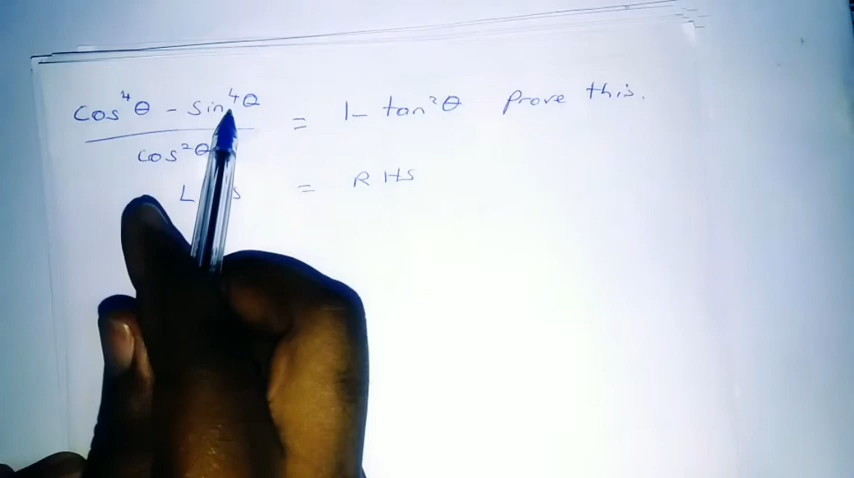 cos⁴θ − sin⁴θ = 1 − tan²θ Prove this.
cos²θ
= RHS